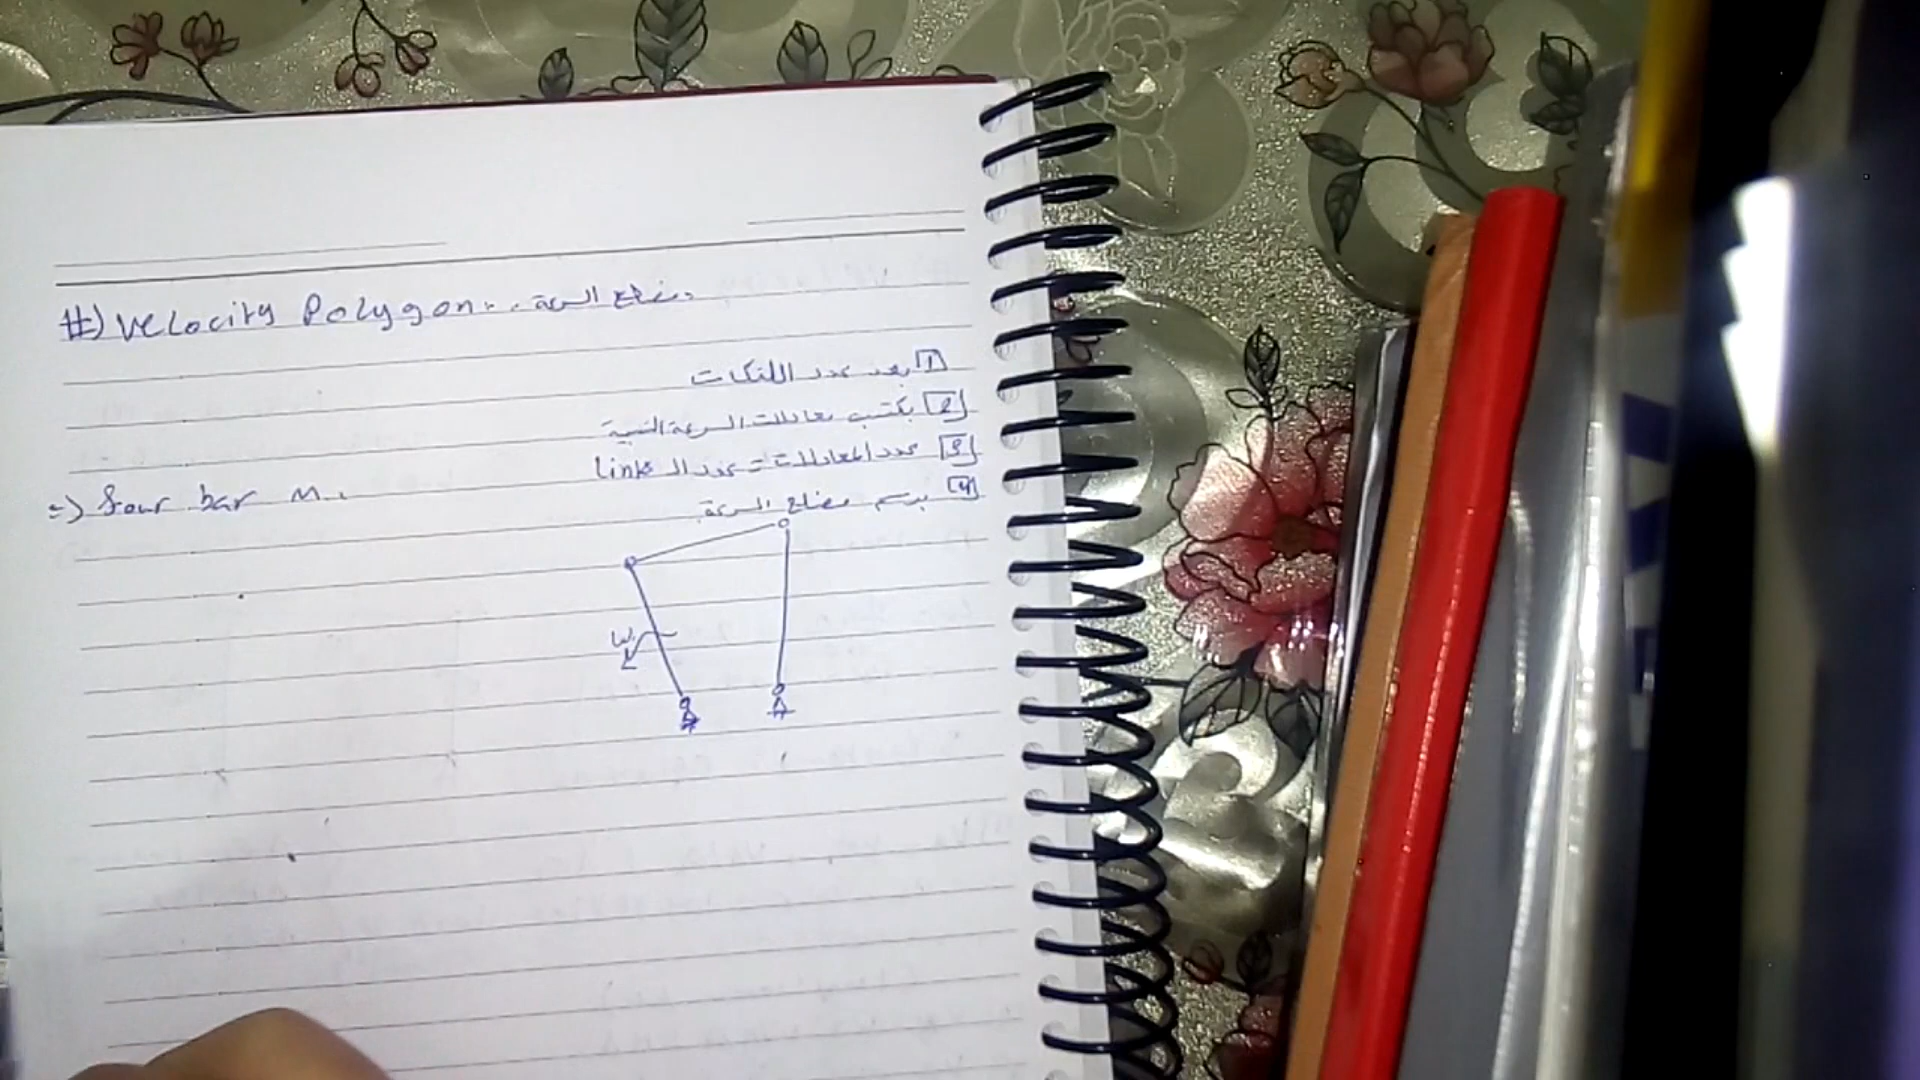 #) Velocity Polygon:. مضلع السرعة
[1] بعد عدد اللنكات
[2] بكتب معادلات السرعة النسبية
[3] عدد المعادلات = عدد الـ links
[4] برسم مضلع السرعة
=> four bar M.
ω